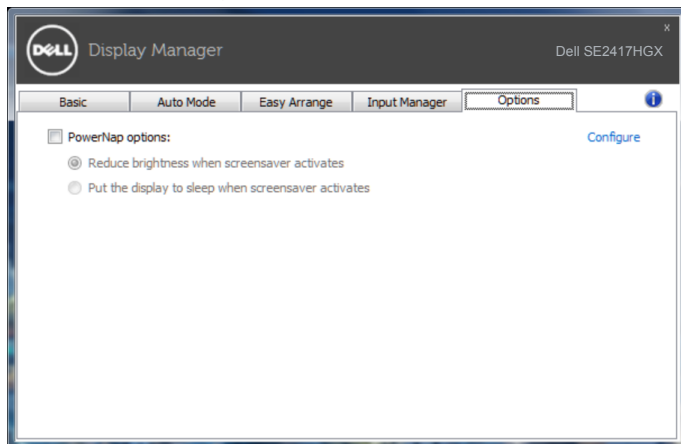 x
DELL Display Manager
Dell SE2417HGX
Basic Auto Mode Easy Arrange Input Manager Options i
PowerNap options: Configure
Reduce brightness when screensaver activates
Put the display to sleep when screensaver activates